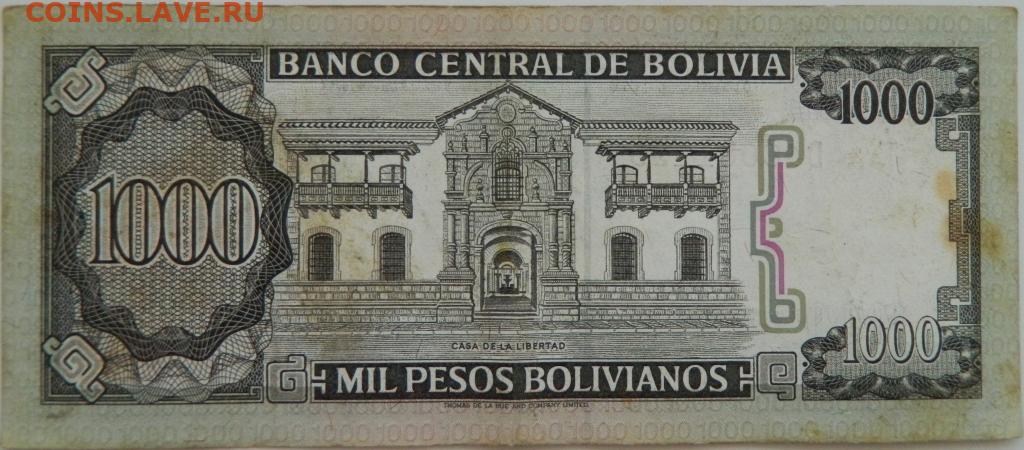 COINS.LAVE.RU
BANCO CENTRAL DE BOLIVIA
1000
1000
CASA DE LA LIBERTAD
1000
MIL PESOS BOLIVIANOS
THOMAS DE LA RUE AND COMPANY, LIMITED.